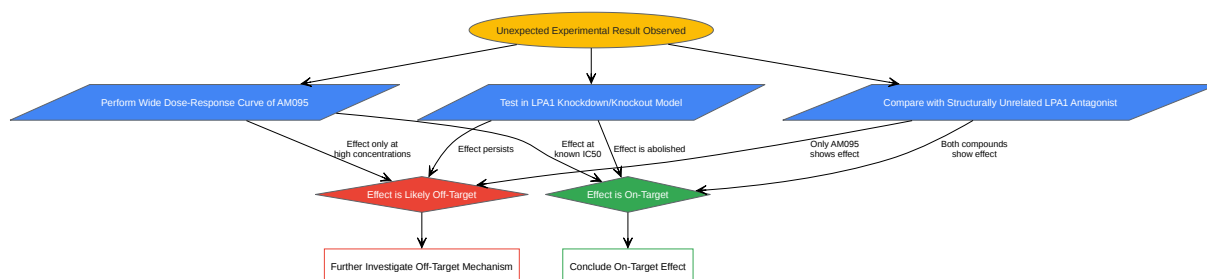 Unexpected Experimental Result Observed
Perform Wide Dose-Response Curve of AM095
Test in LPA1 Knockdown/Knockout Model
Compare with Structurally Unrelated LPA1 Antagonist
Effect only at
high concentrations
Effect persists
Effect at
known IC50
Effect is abolished
Only AM095
shows effect
Both compounds
show effect
Effect is Likely Off-Target
Effect is On-Target
Further Investigate Off-Target Mechanism
Conclude On-Target Effect